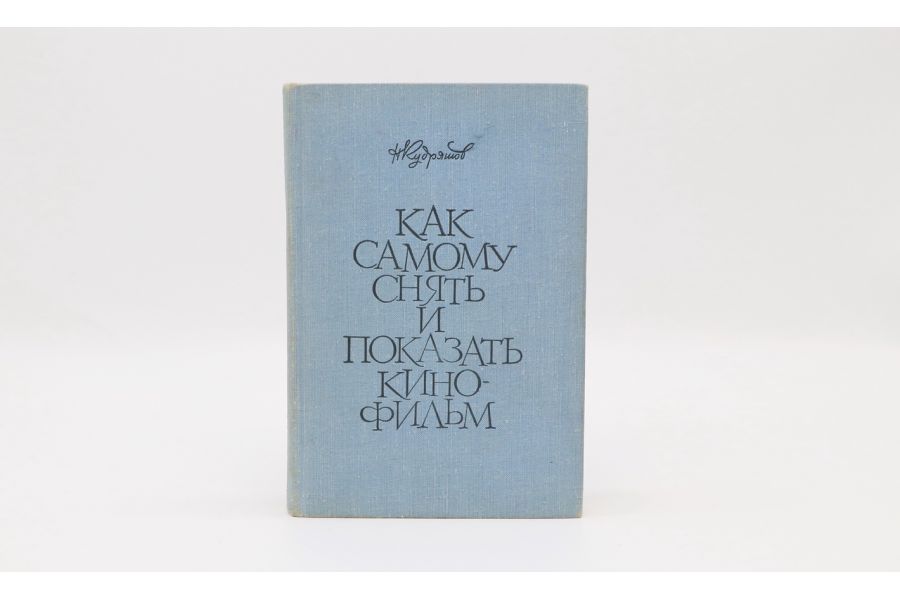 Н Кудряшов
КАК
САМОМУ
СНЯТЬ
И
ПОКАЗАТЬ
КИНО-
ФИЛЬМ